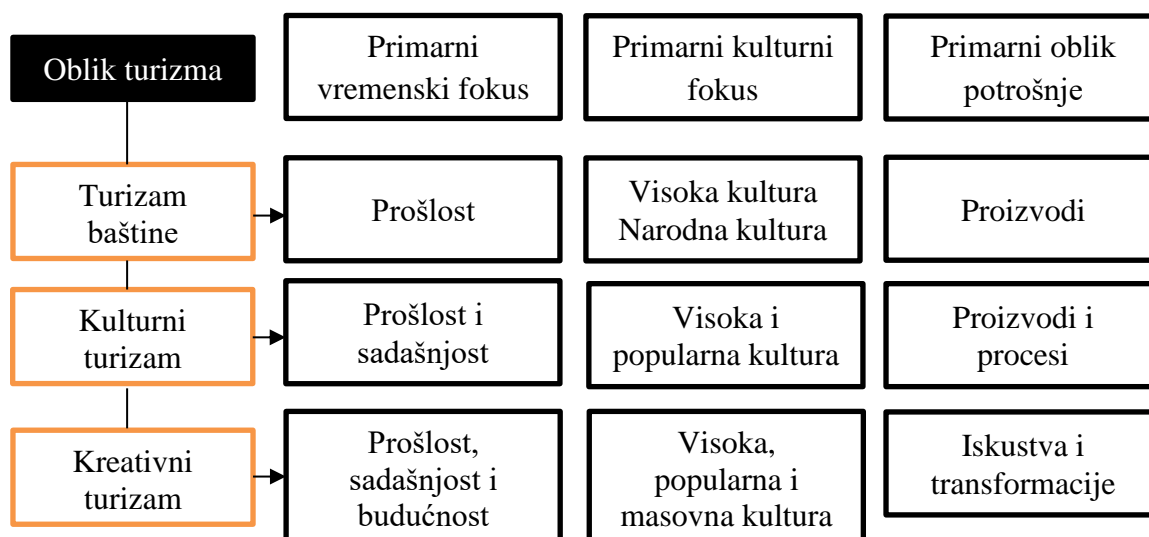 Oblik turizma
Primarni
vremenski fokus
Primarni kulturni
fokus
Primarni oblik
potrošnje
Turizam
baštine
Prošlost
Visoka kultura
Narodna kultura
Proizvodi
Kulturni
turizam
Prošlost i
sadašnjost
Visoka i
popularna kultura
Proizvodi i
procesi
Kreativni
turizam
Prošlost,
sadašnjost i
budućnost
Visoka,
popularna i
masovna kultura
Iskustva i
transformacije